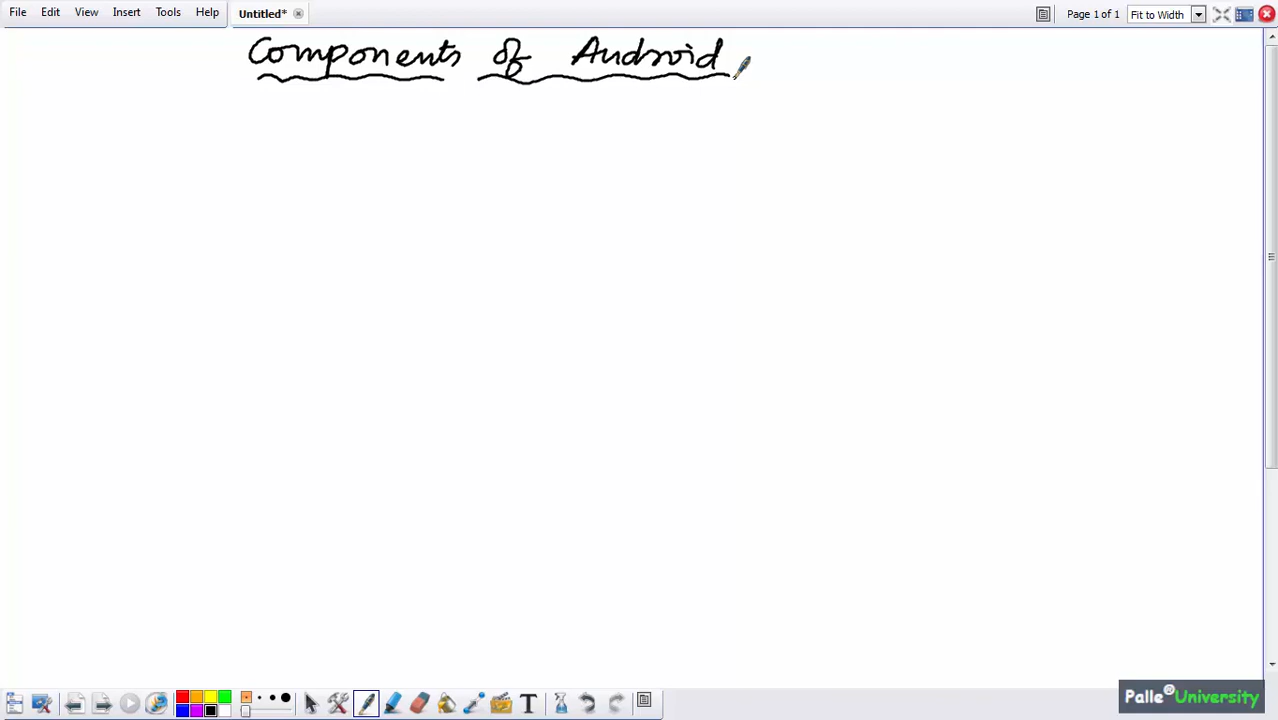 File Edit View Insert Tools Help Untitled* Page 1 of 1 Fit to Width
Components of Android
T
Palle University